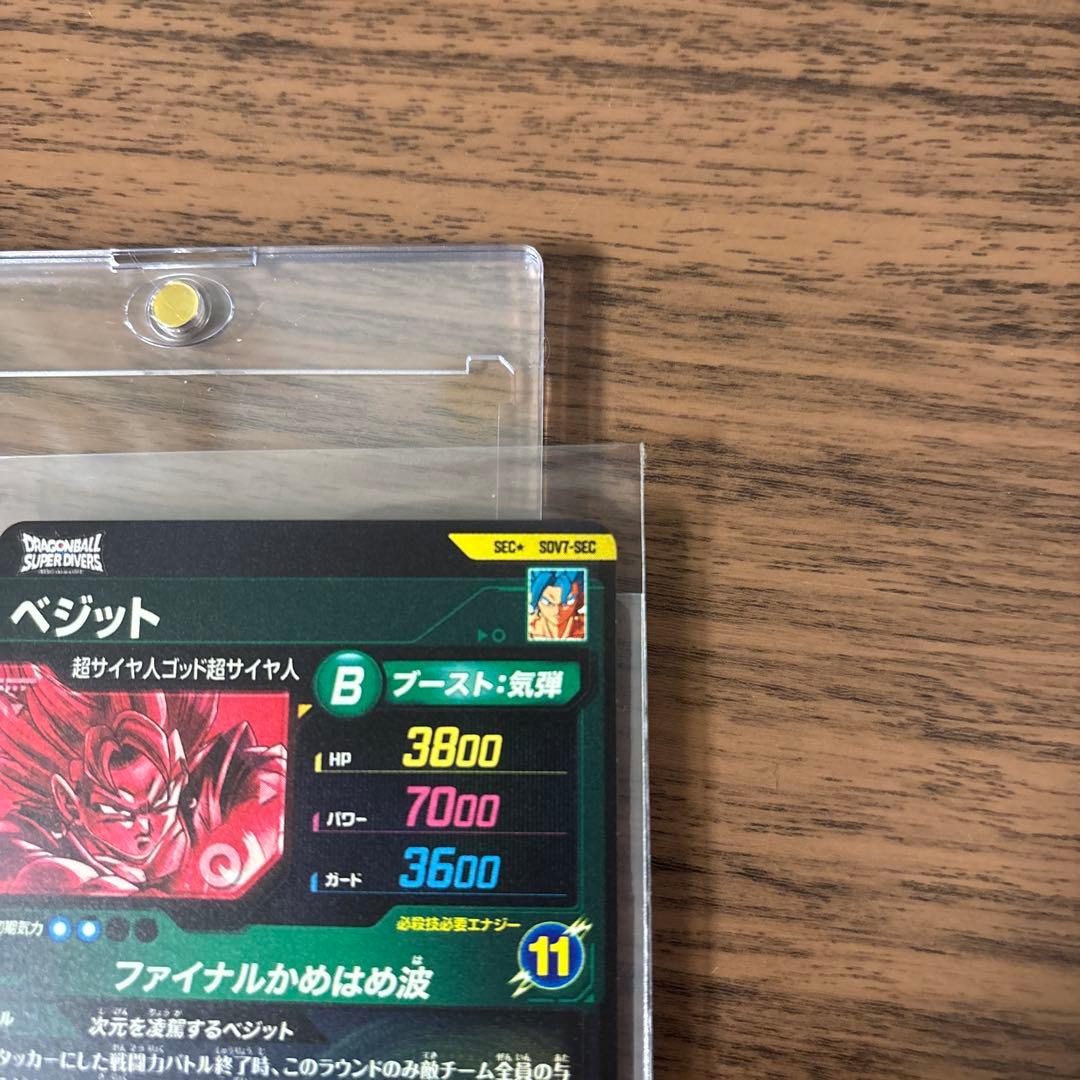 DRAGONBALL
SUPER DIVERS
SEC★ SDV7-SEC
ベジット
超サイヤ人ゴッド超サイヤ人
B ブースト:気弾
HP 3800
パワー 7000
ガード 3600
期気力
必殺技必要エナジー
11
ファイナルかめはめ波
ル 次元を凌駕するベジット
タッカーにした戦闘力バトル終了時、このラウンドのみ敵チーム全員の与